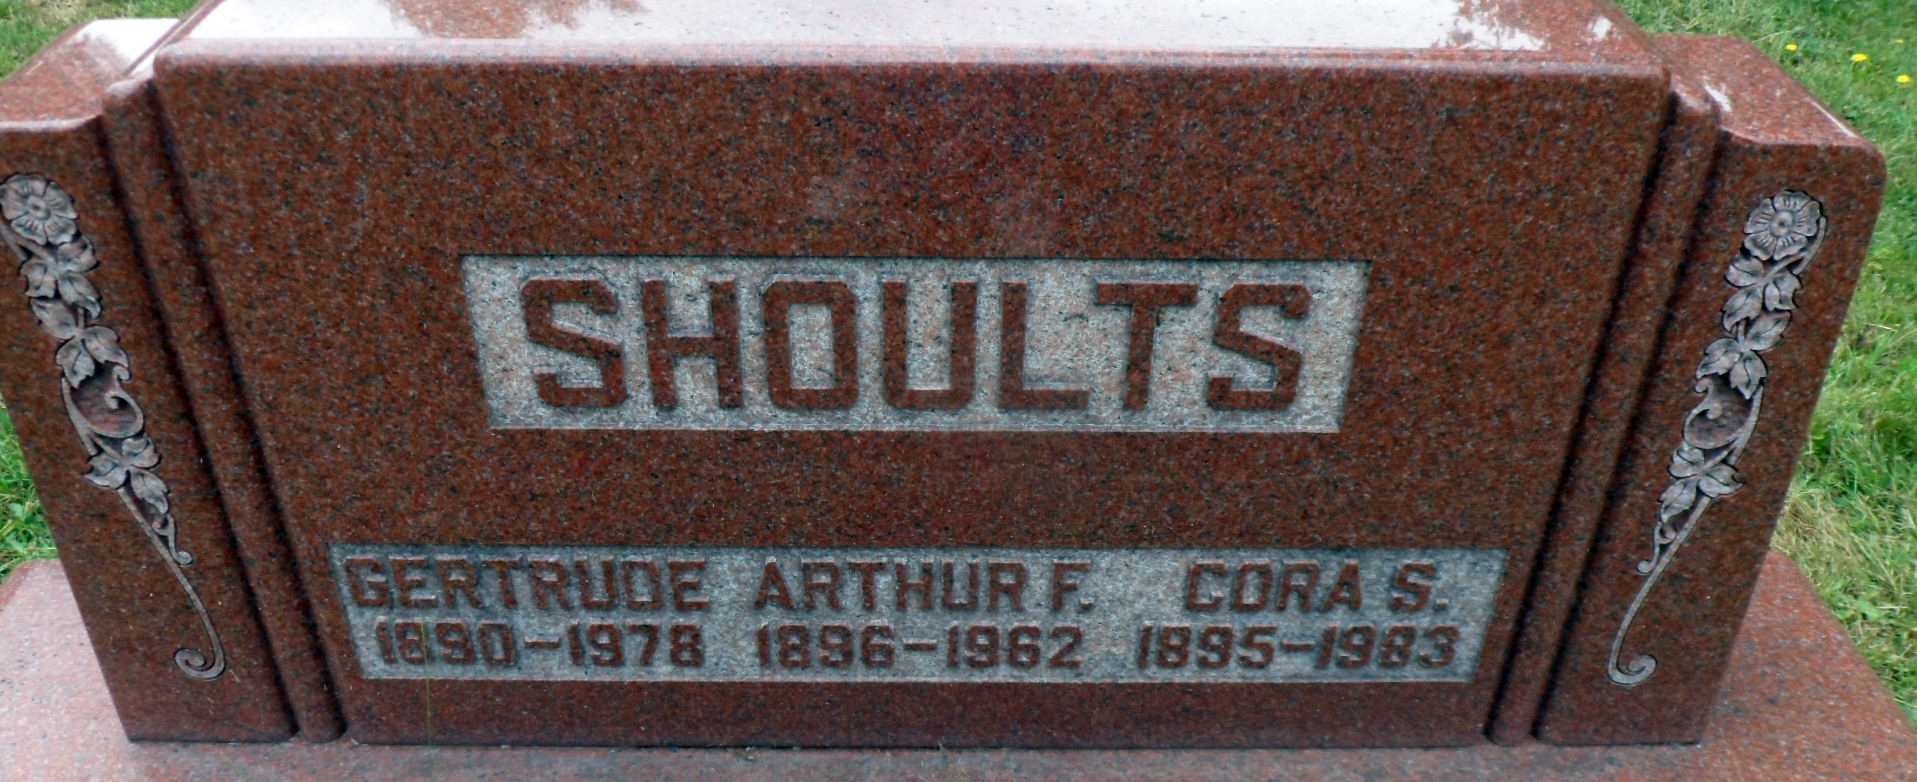 SHOULTS
GERTRUDE ARTHUR F. CORA S.
1890-1978 1896-1962 1895-1983